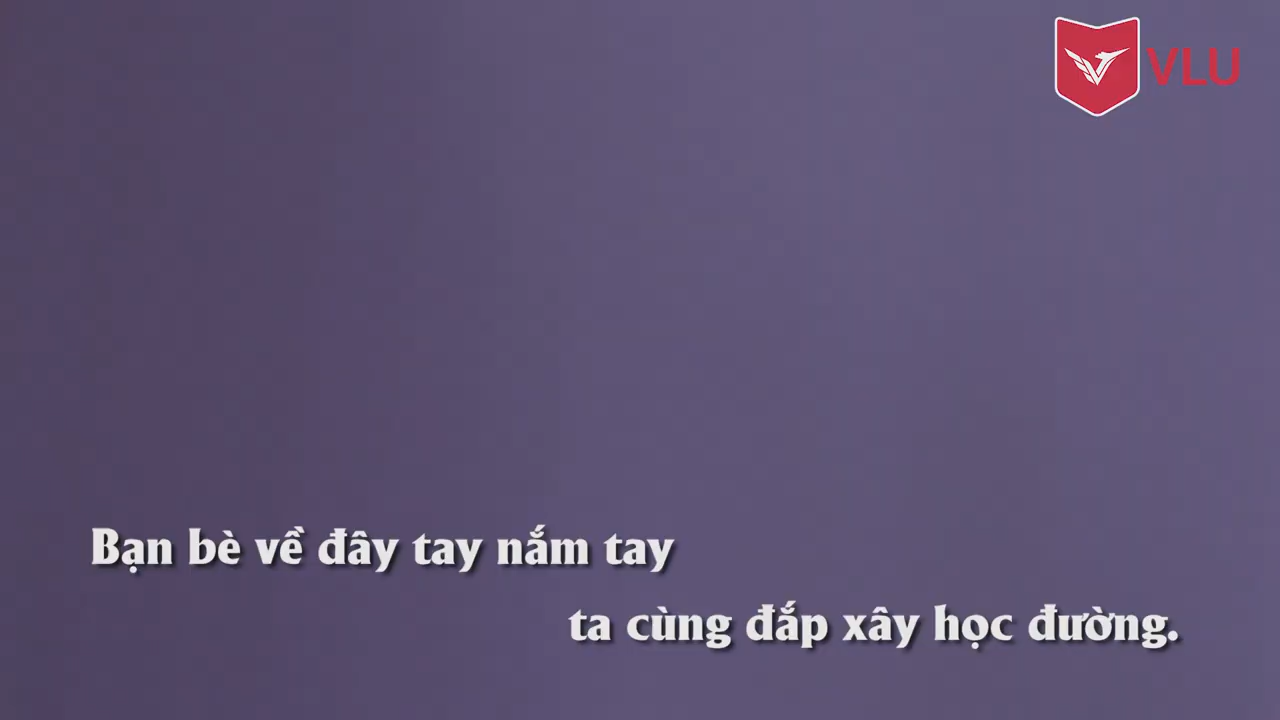 VLU
Bạn bè về đây tay nắm tay
ta cùng đắp xây học đường.